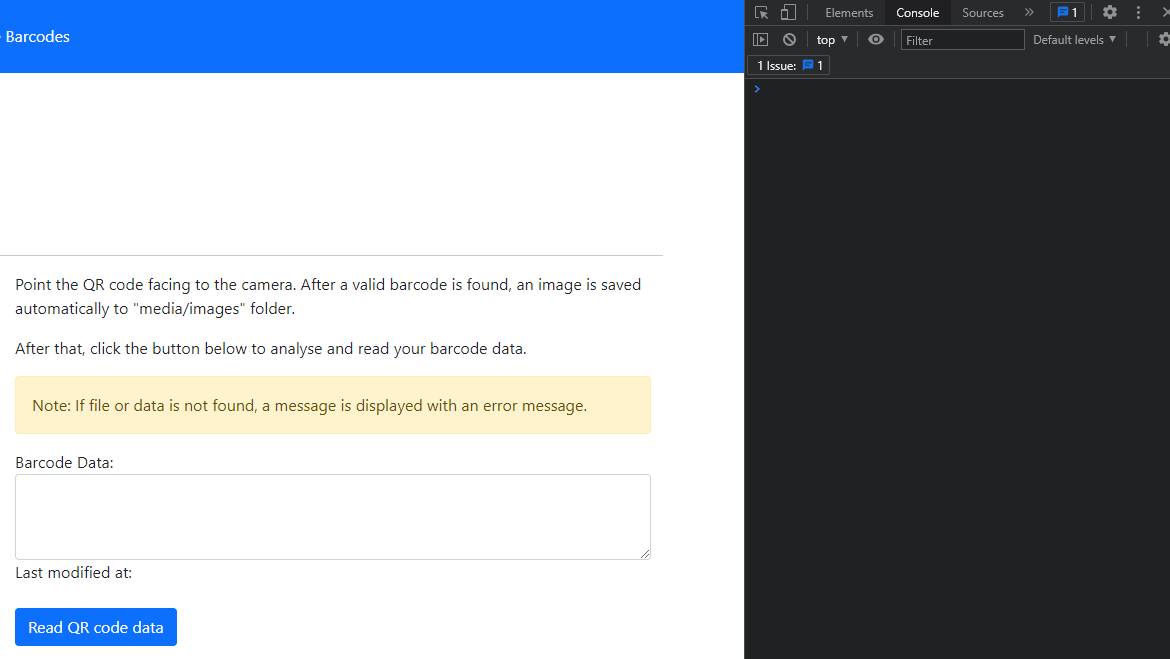 Barcodes
Point the QR code facing to the camera. After a valid barcode is found, an image is saved
automatically to "media/images" folder.
After that, click the button below to analyse and read your barcode data.
Note: If file or data is not found, a message is displayed with an error message.
Barcode Data:
Last modified at:
Read QR code data
Elements Console Sources » 1
top ▼ Filter Default levels ▼
1 Issue: 1